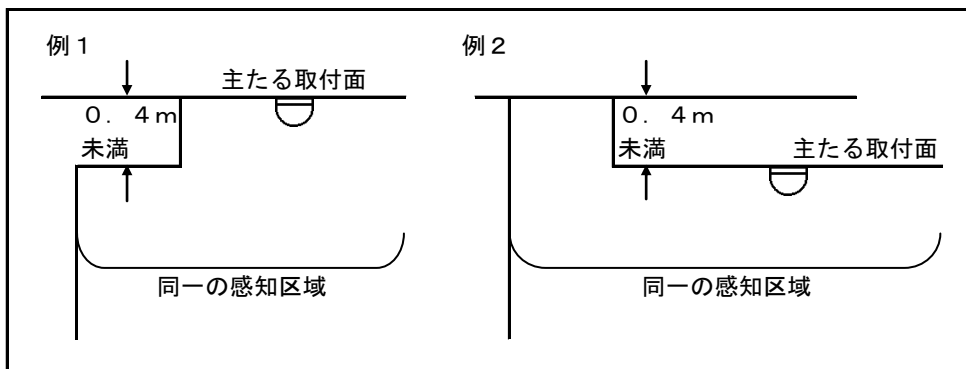 例１
主たる取付面
０．４ｍ
未満
同一の感知区域
例２
０．４ｍ
未満
主たる取付面
同一の感知区域